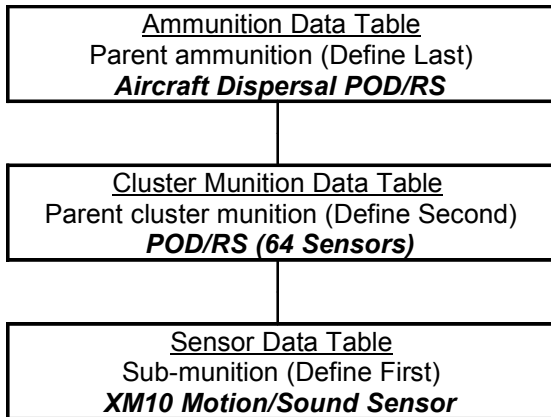 Ammunition Data Table
Parent ammunition (Define Last)
Aircraft Dispersal POD/RS
Cluster Munition Data Table
Parent cluster munition (Define Second)
POD/RS (64 Sensors)
Sensor Data Table
Sub-munition (Define First)
XM10 Motion/Sound Sensor